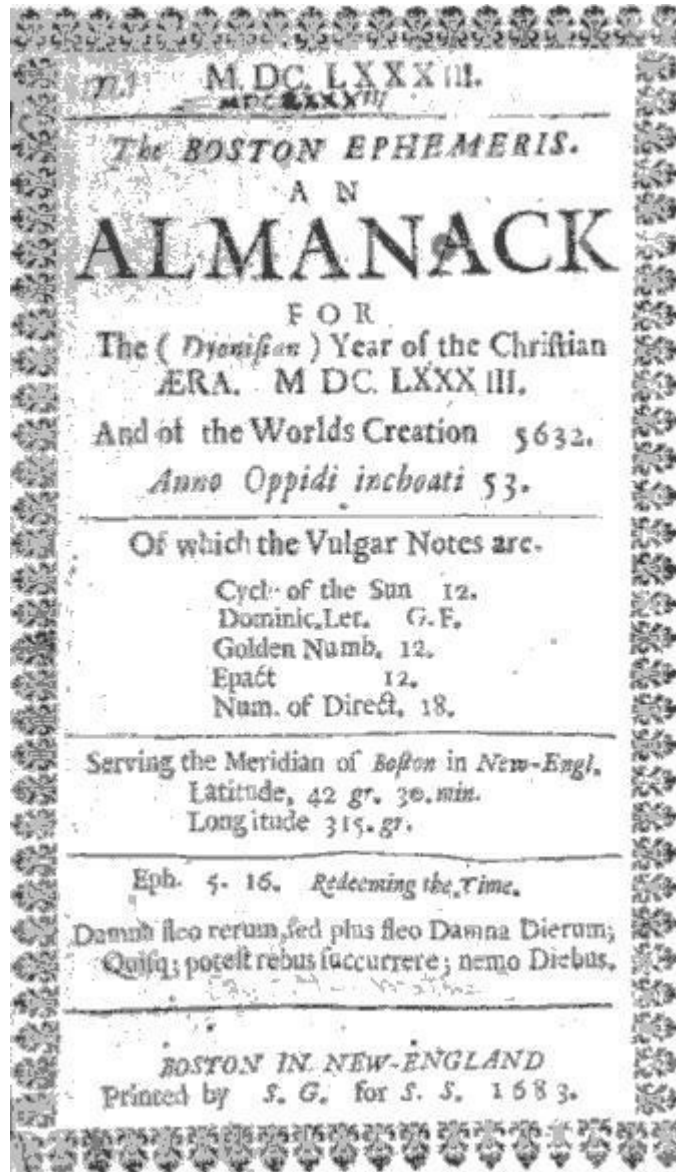 M DC. LXXXIII.
MDCLXXXIII
The BOSTON EPHEMERIS.
AN
ALMANACK
FOR
The ( Dyoniſian ) Year of the Chriſtian
ÆRA. M DC. LXXXIII.
And of the Worlds Creation 5632.
Anno Oppidi inchoati 53.
Of which the Vulgar Notes are.
Cycl of the Sun 12.
Dominic. Let. G. F.
Golden Numb. 12.
Epact 12.
Num. of Direct. 18.
Serving the Meridian of Boſton in New-Engl.
Latitude, 42 gr. 30. min.
Longitude 315. gr.
Eph. 5. 16. Redeeming the Time.
Damna fleo rerum, ſed plus fleo Damna Dierum;
Quiſq; poteſt rebus ſuccurrere; nemo Diebus.
BOSTON IN NEW-ENGLAND
Printed by S. G. for S. S. 1683.